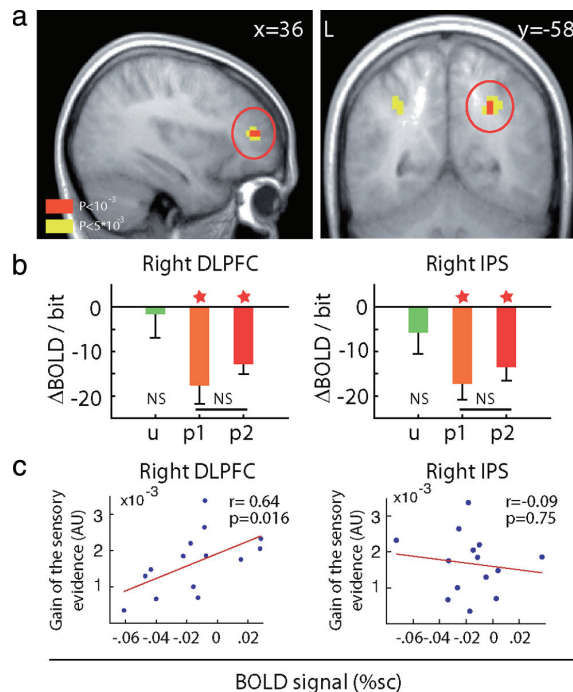 a
x=36
L
y=-58
P<10⁻³
P<5*10⁻³
b
Right DLPFC
Right IPS
ΔBOLD / bit
0
-10
-20
NS
NS
u
p1
p2
ΔBOLD / bit
0
-10
-20
NS
NS
u
p1
p2
c
Right DLPFC
Right IPS
Gain of the sensory
evidence (AU)
x10⁻³
3
2
1
r= 0.64
p=0.016
-.06
-.04
-.02
0
.02
Gain of the sensory
evidence (AU)
x10⁻³
3
2
1
r=-0.09
p=0.75
-.06
-.04
-.02
0
.02
BOLD signal (%sc)